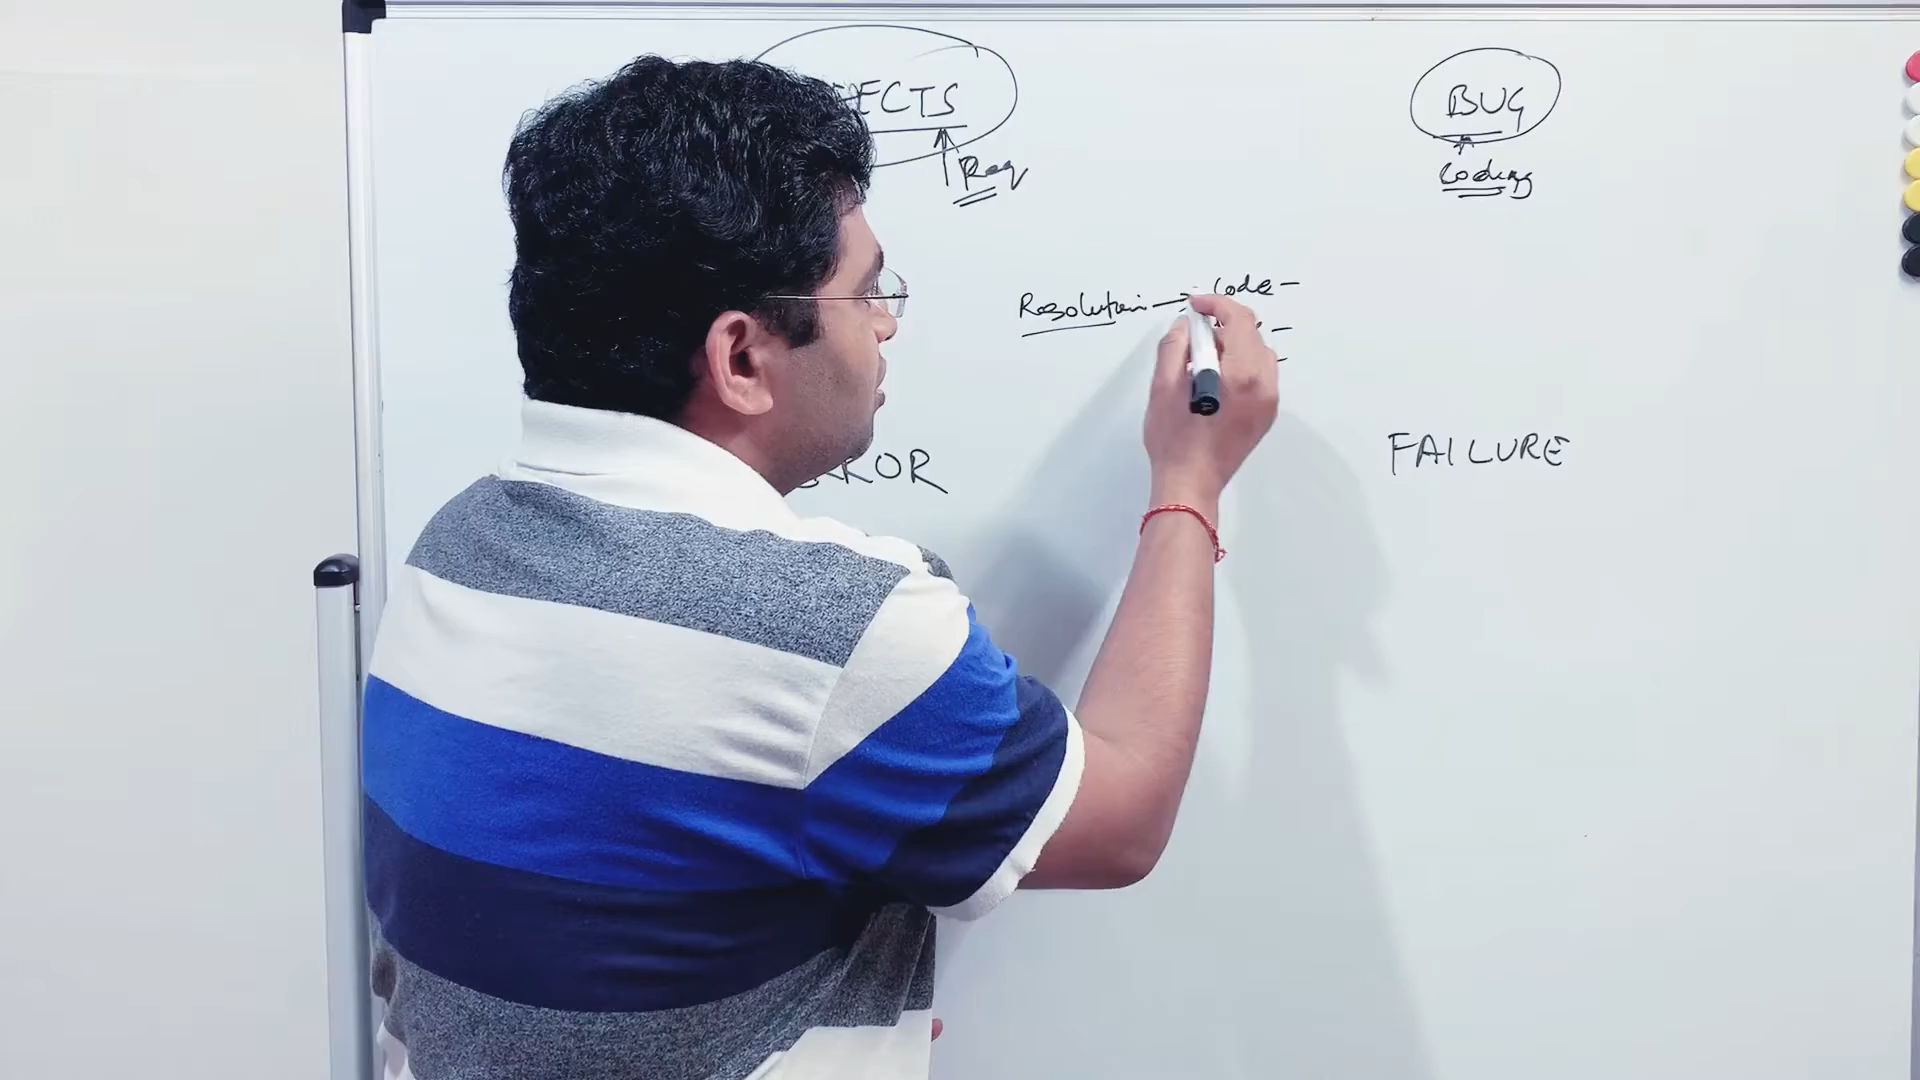 ECTS
BUG
Req
Coding
Resolution → Code -
ROR
FAILURE